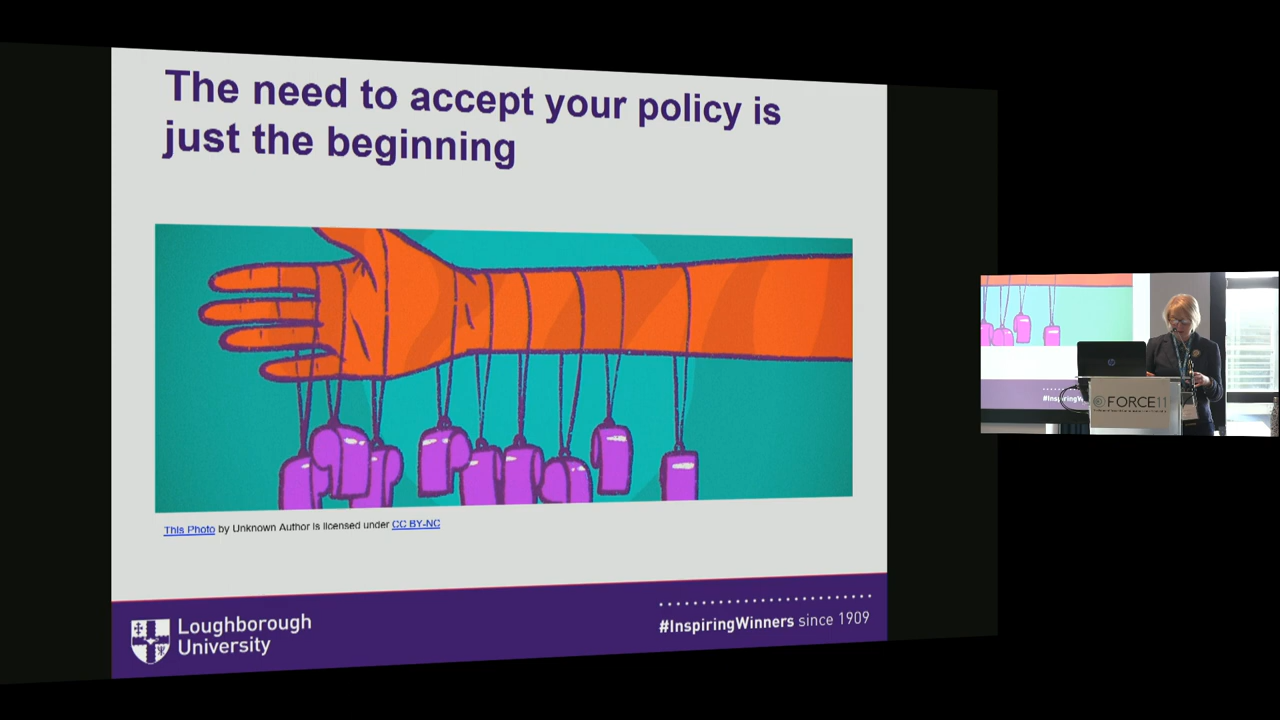 The need to accept your policy is
just the beginning
This Photo by Unknown Author is licensed under CC BY-NC
Loughborough
University
#InspiringWinners since 1909
FORCE11